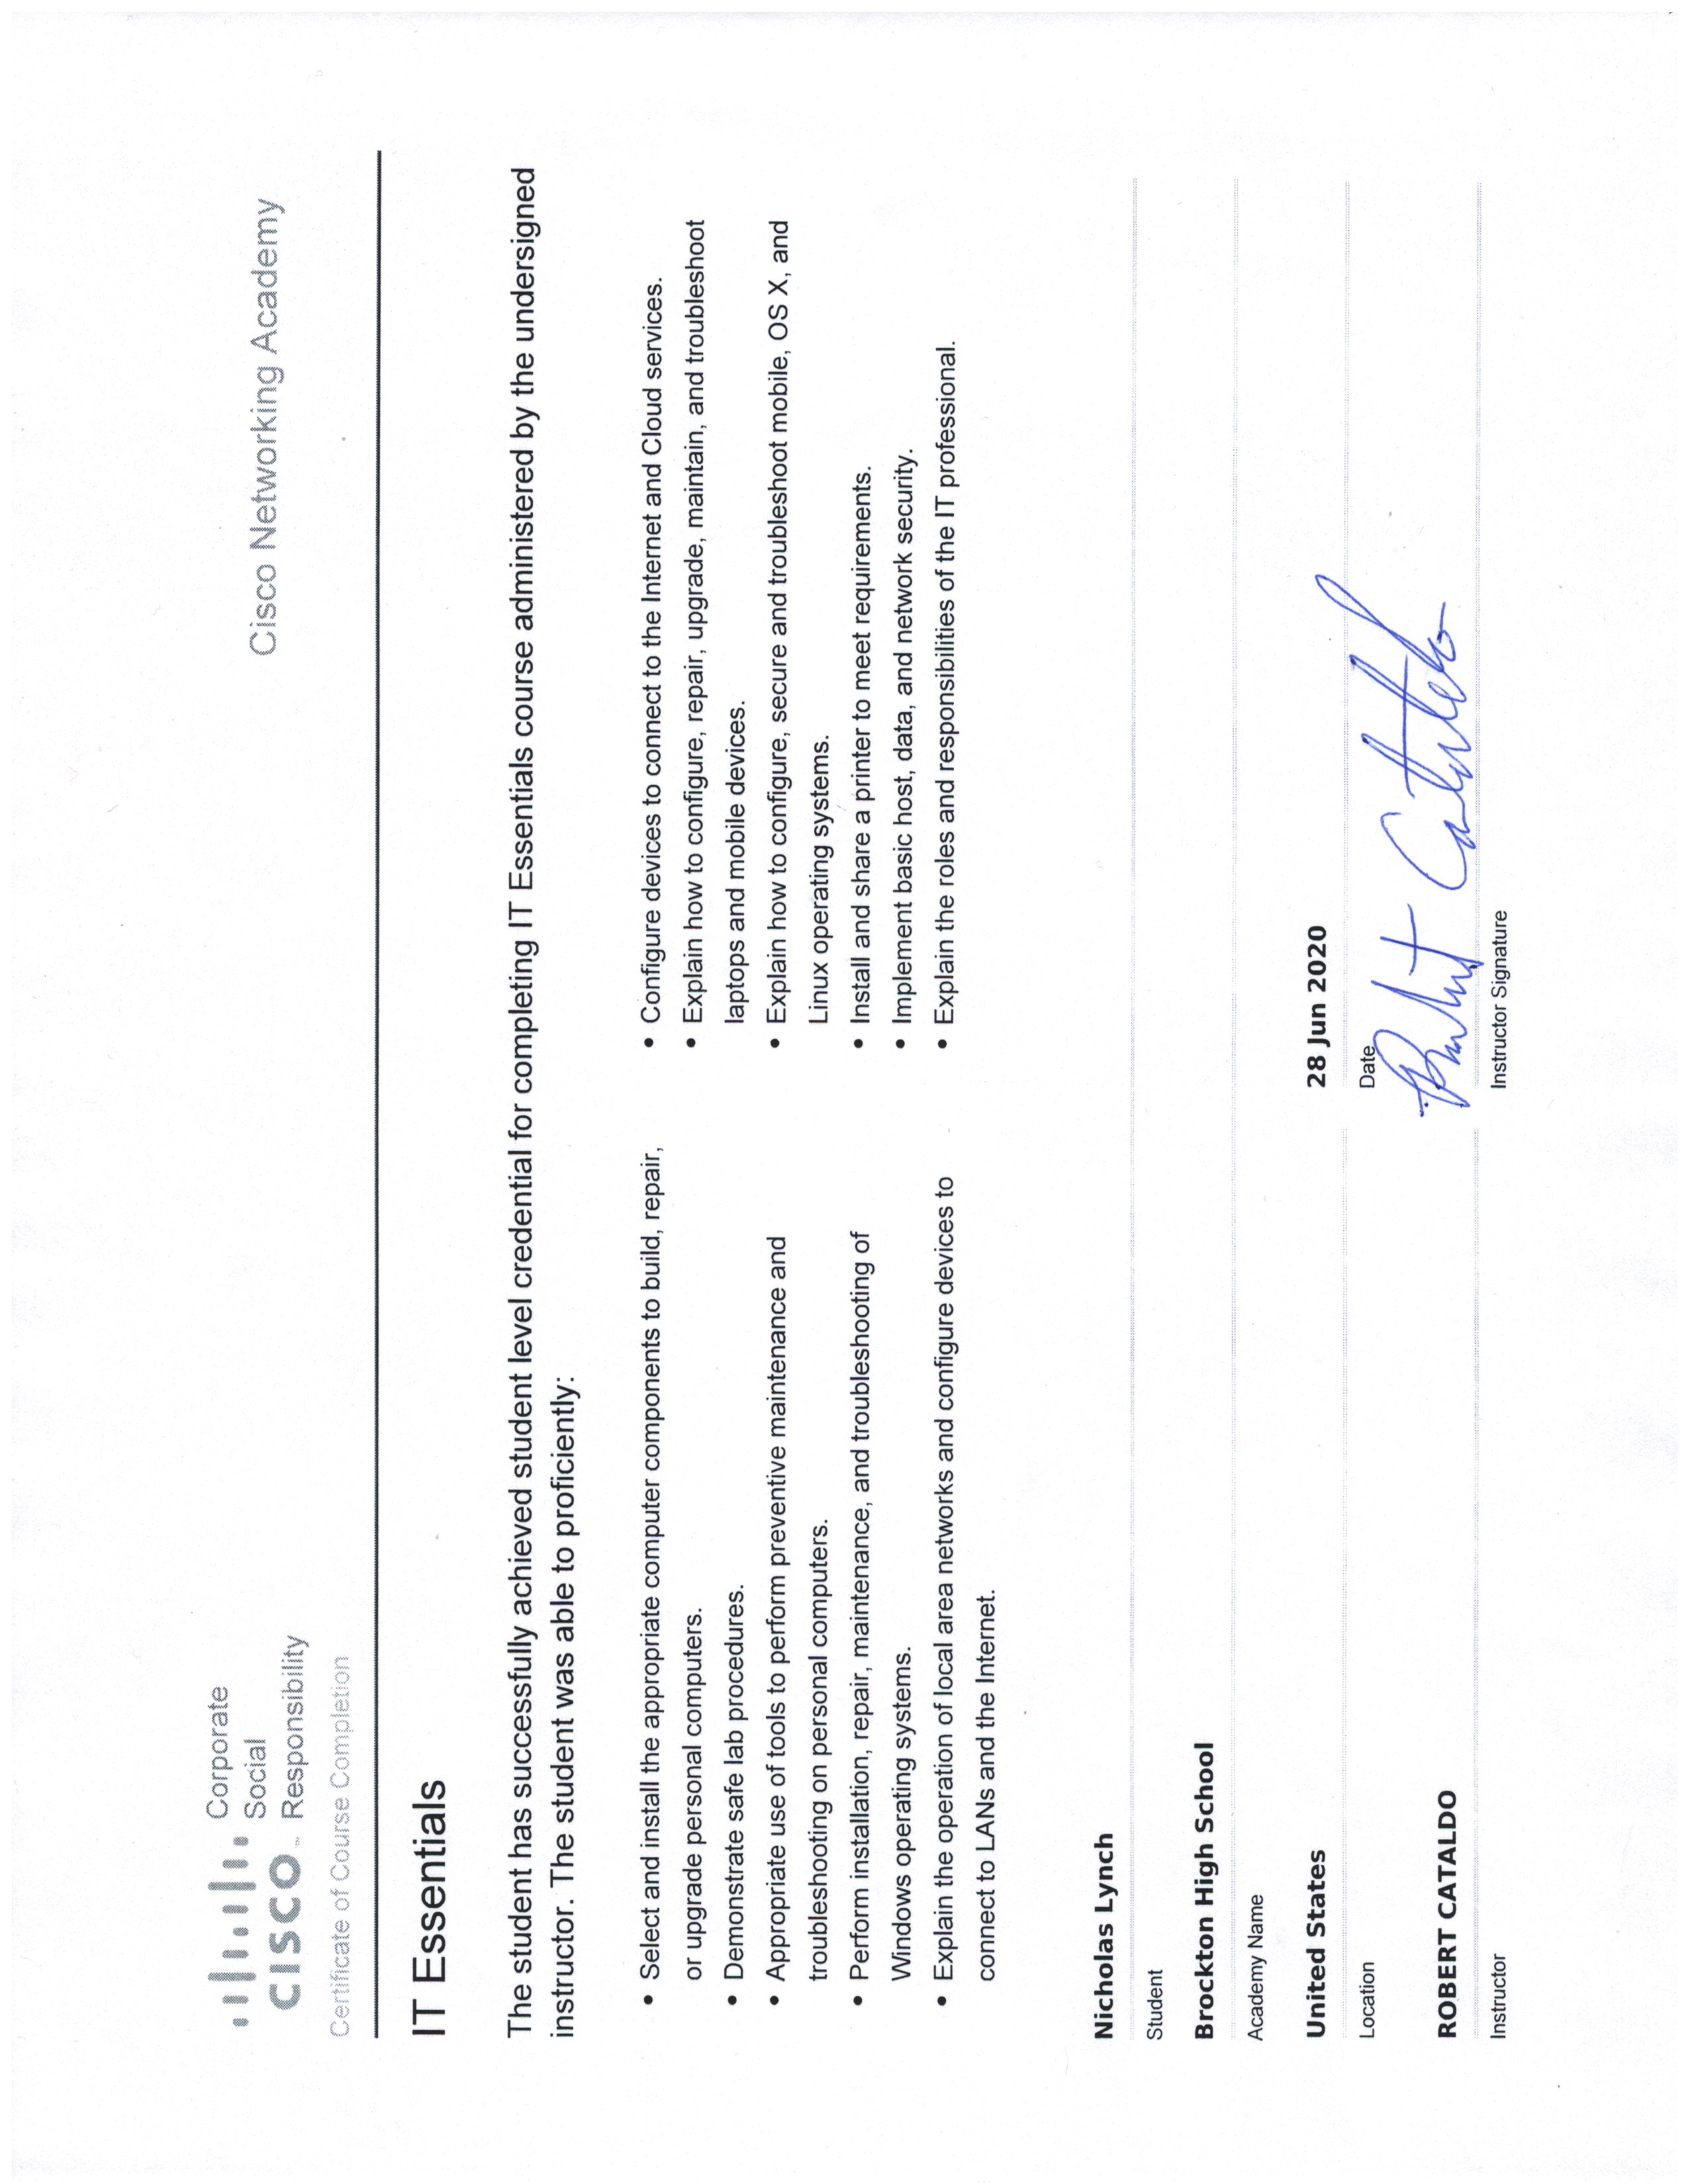 Corporate
Social
Responsibility
CISCO™
Cisco Networking Academy
Certificate of Course Completion
IT Essentials
The student has successfully achieved student level credential for completing IT Essentials course administered by the undersigned
instructor. The student was able to proficiently:
• Select and install the appropriate computer components to build, repair,
or upgrade personal computers.
• Demonstrate safe lab procedures.
• Appropriate use of tools to perform preventive maintenance and
troubleshooting on personal computers.
• Perform installation, repair, maintenance, and troubleshooting of
Windows operating systems.
• Explain the operation of local area networks and configure devices to
connect to LANs and the Internet.
• Configure devices to connect to the Internet and Cloud services.
• Explain how to configure, repair, upgrade, maintain, and troubleshoot
laptops and mobile devices.
• Explain how to configure, secure and troubleshoot mobile, OS X, and
Linux operating systems.
• Install and share a printer to meet requirements.
• Implement basic host, data, and network security.
• Explain the roles and responsibilities of the IT professional.
Nicholas Lynch
Student
Brockton High School
Academy Name
United States
Location
28 Jun 2020
Date
ROBERT CATALDO
Instructor
Robert Cataldo
Instructor Signature